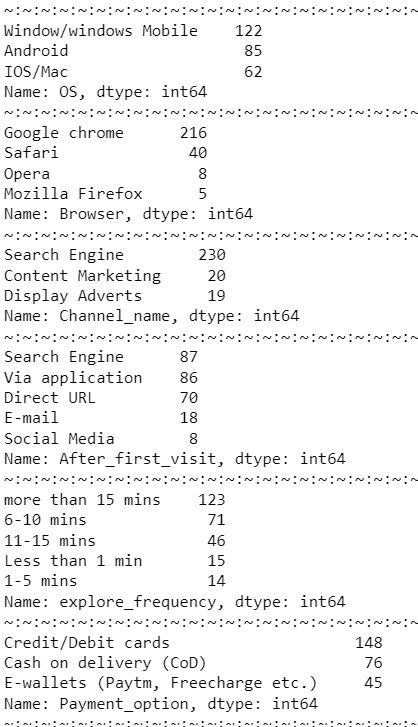 ~:~:~:~:~:~:~:~:~:~:~:~:~:~:~:~:~:~:~:~:~:~:~:~
Window/windows Mobile    122
Android                   85
IOS/Mac                   62
Name: OS, dtype: int64
~:~:~:~:~:~:~:~:~:~:~:~:~:~:~:~:~:~:~:~:~:~:~:~
Google chrome      216
Safari              40
Opera                8
Mozilla Firefox      5
Name: Browser, dtype: int64
~:~:~:~:~:~:~:~:~:~:~:~:~:~:~:~:~:~:~:~:~:~:~:~
Search Engine        230
Content Marketing     20
Display Adverts       19
Name: Channel_name, dtype: int64
~:~:~:~:~:~:~:~:~:~:~:~:~:~:~:~:~:~:~:~:~:~:~:~
Search Engine      87
Via application    86
Direct URL         70
E-mail             18
Social Media        8
Name: After_first_visit, dtype: int64
~:~:~:~:~:~:~:~:~:~:~:~:~:~:~:~:~:~:~:~:~:~:~:~
more than 15 mins    123
6-10 mins             71
11-15 mins            46
Less than 1 min       15
1-5 mins              14
Name: explore_frequency, dtype: int64
~:~:~:~:~:~:~:~:~:~:~:~:~:~:~:~:~:~:~:~:~:~:~:~
Credit/Debit cards                     148
Cash on delivery (CoD)                  76
E-wallets (Paytm, Freecharge etc.)      45
Name: Payment_option, dtype: int64
~:~:~:~:~:~:~:~:~:~:~:~:~:~:~:~:~:~:~:~:~:~:~:~